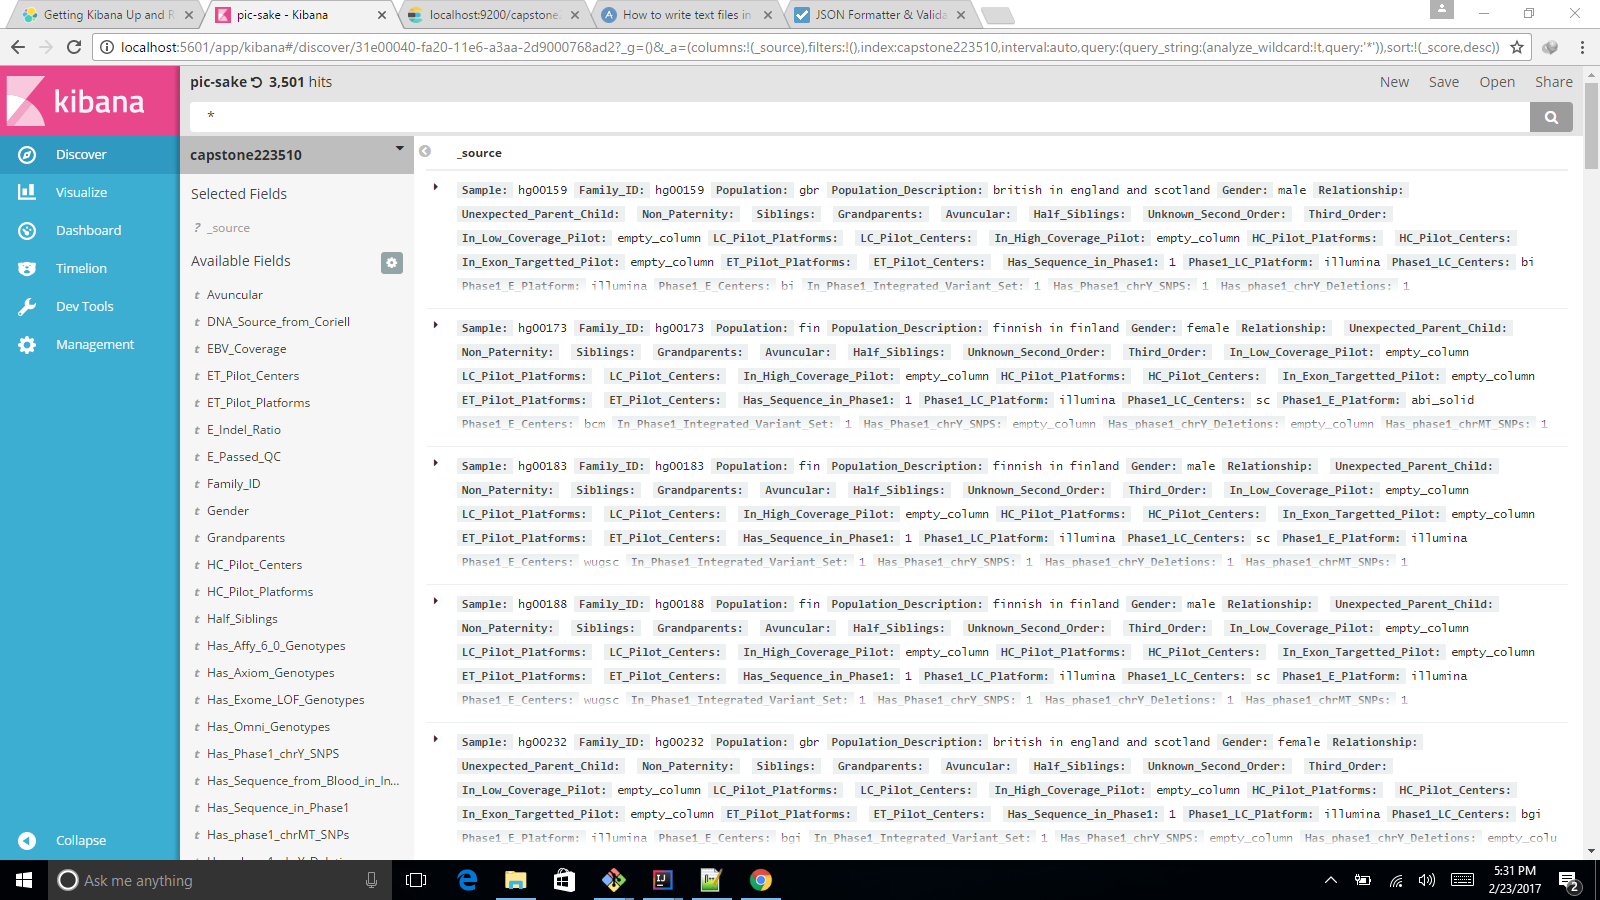 Getting Kibana Up and R
pic-sake - Kibana
localhost:9200/capstone2
How to write text files in
JSON Formatter & Valida
localhost:5601/app/kibana#/discover/31e00040-fa20-11e6-a3aa-2d9000768ad2?_g=()&_a=(columns:!(_source),filters:!(),index:capstone223510,interval:auto,query:(query_string:(analyze_wildcard:!t,query:'*')),sort:!(_score,desc))
kibana
Discover
Visualize
Dashboard
Timelion
Dev Tools
Management
Collapse
pic-sake 3,501 hits
New Save Open Share
*
capstone223510
Selected Fields
? _source
Available Fields
t Avuncular
t DNA_Source_from_Coriell
t EBV_Coverage
t ET_Pilot_Centers
t ET_Pilot_Platforms
t E_Indel_Ratio
t E_Passed_QC
t Family_ID
t Gender
t Grandparents
t HC_Pilot_Centers
t HC_Pilot_Platforms
t Half_Siblings
t Has_Affy_6_0_Genotypes
t Has_Axiom_Genotypes
t Has_Exome_LOF_Genotypes
t Has_Omni_Genotypes
t Has_Phase1_chrY_SNPS
t Has_Sequence_from_Blood_in_In...
t Has_Sequence_in_Phase1
t Has_phase1_chrMT_SNPs
_source
Sample: hg00159 Family_ID: hg00159 Population: gbr Population_Description: british in england and scotland Gender: male Relationship:
Unexpected_Parent_Child: Non_Paternity: Siblings: Grandparents: Avuncular: Half_Siblings: Unknown_Second_Order: Third_Order:
In_Low_Coverage_Pilot: empty_column LC_Pilot_Platforms: LC_Pilot_Centers: In_High_Coverage_Pilot: empty_column HC_Pilot_Platforms: HC_Pilot_Centers:
In_Exon_Targetted_Pilot: empty_column ET_Pilot_Platforms: ET_Pilot_Centers: Has_Sequence_in_Phase1: 1 Phase1_LC_Platform: illumina Phase1_LC_Centers: bi
Phase1_E_Platform: illumina Phase1_E_Centers: bi In_Phase1_Integrated_Variant_Set: 1 Has_Phase1_chrY_SNPS: 1 Has_phase1_chrY_Deletions: 1
Sample: hg00173 Family_ID: hg00173 Population: fin Population_Description: finnish in finland Gender: female Relationship: Unexpected_Parent_Child:
Non_Paternity: Siblings: Grandparents: Avuncular: Half_Siblings: Unknown_Second_Order: Third_Order: In_Low_Coverage_Pilot: empty_column
LC_Pilot_Platforms: LC_Pilot_Centers: In_High_Coverage_Pilot: empty_column HC_Pilot_Platforms: HC_Pilot_Centers: In_Exon_Targetted_Pilot: empty_column
ET_Pilot_Platforms: ET_Pilot_Centers: Has_Sequence_in_Phase1: 1 Phase1_LC_Platform: illumina Phase1_LC_Centers: sc Phase1_E_Platform: abi_solid
Phase1_E_Centers: bcm In_Phase1_Integrated_Variant_Set: 1 Has_Phase1_chrY_SNPS: empty_column Has_phase1_chrY_Deletions: empty_column Has_phase1_chrMT_SNPs: 1
Sample: hg00183 Family_ID: hg00183 Population: fin Population_Description: finnish in finland Gender: male Relationship: Unexpected_Parent_Child:
Non_Paternity: Siblings: Grandparents: Avuncular: Half_Siblings: Unknown_Second_Order: Third_Order: In_Low_Coverage_Pilot: empty_column
LC_Pilot_Platforms: LC_Pilot_Centers: In_High_Coverage_Pilot: empty_column HC_Pilot_Platforms: HC_Pilot_Centers: In_Exon_Targetted_Pilot: empty_column
ET_Pilot_Platforms: ET_Pilot_Centers: Has_Sequence_in_Phase1: 1 Phase1_LC_Platform: illumina Phase1_LC_Centers: sc Phase1_E_Platform: illumina
Phase1_E_Centers: wugsc In_Phase1_Integrated_Variant_Set: 1 Has_Phase1_chrY_SNPS: 1 Has_phase1_chrY_Deletions: 1 Has_phase1_chrMT_SNPs: 1
Sample: hg00188 Family_ID: hg00188 Population: fin Population_Description: finnish in finland Gender: male Relationship: Unexpected_Parent_Child:
Non_Paternity: Siblings: Grandparents: Avuncular: Half_Siblings: Unknown_Second_Order: Third_Order: In_Low_Coverage_Pilot: empty_column
LC_Pilot_Platforms: LC_Pilot_Centers: In_High_Coverage_Pilot: empty_column HC_Pilot_Platforms: HC_Pilot_Centers: In_Exon_Targetted_Pilot: empty_column
ET_Pilot_Platforms: ET_Pilot_Centers: Has_Sequence_in_Phase1: 1 Phase1_LC_Platform: illumina Phase1_LC_Centers: sc Phase1_E_Platform: illumina
Phase1_E_Centers: wugsc In_Phase1_Integrated_Variant_Set: 1 Has_Phase1_chrY_SNPS: 1 Has_phase1_chrY_Deletions: 1 Has_phase1_chrMT_SNPs: 1
Sample: hg00232 Family_ID: hg00232 Population: gbr Population_Description: british in england and scotland Gender: female Relationship:
Unexpected_Parent_Child: Non_Paternity: Siblings: Grandparents: Avuncular: Half_Siblings: Unknown_Second_Order: Third_Order:
In_Low_Coverage_Pilot: empty_column LC_Pilot_Platforms: LC_Pilot_Centers: In_High_Coverage_Pilot: empty_column HC_Pilot_Platforms: HC_Pilot_Centers:
In_Exon_Targetted_Pilot: empty_column ET_Pilot_Platforms: ET_Pilot_Centers: Has_Sequence_in_Phase1: 1 Phase1_LC_Platform: illumina Phase1_LC_Centers: bgi
Phase1_E_Platform: illumina Phase1_E_Centers: bgi In_Phase1_Integrated_Variant_Set: 1 Has_Phase1_chrY_SNPS: empty_column Has_phase1_chrY_Deletions: empty_colu
Ask me anything
5:31 PM
2/23/2017
2